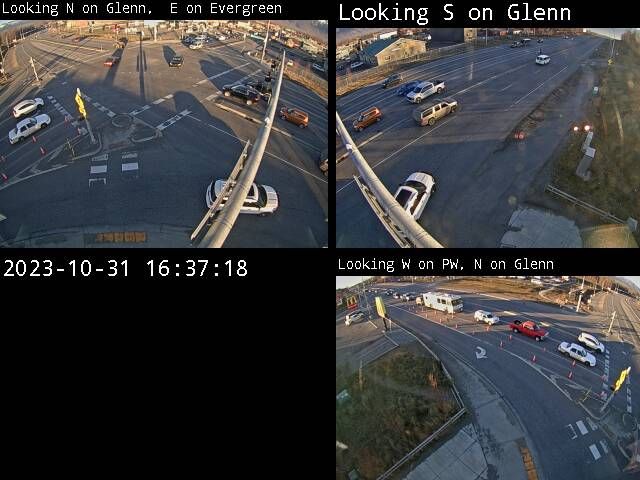 Looking N on Glenn,  E on Evergreen
Looking S on Glenn
2023-10-31 16:37:18
Looking W on PW, N on Glenn